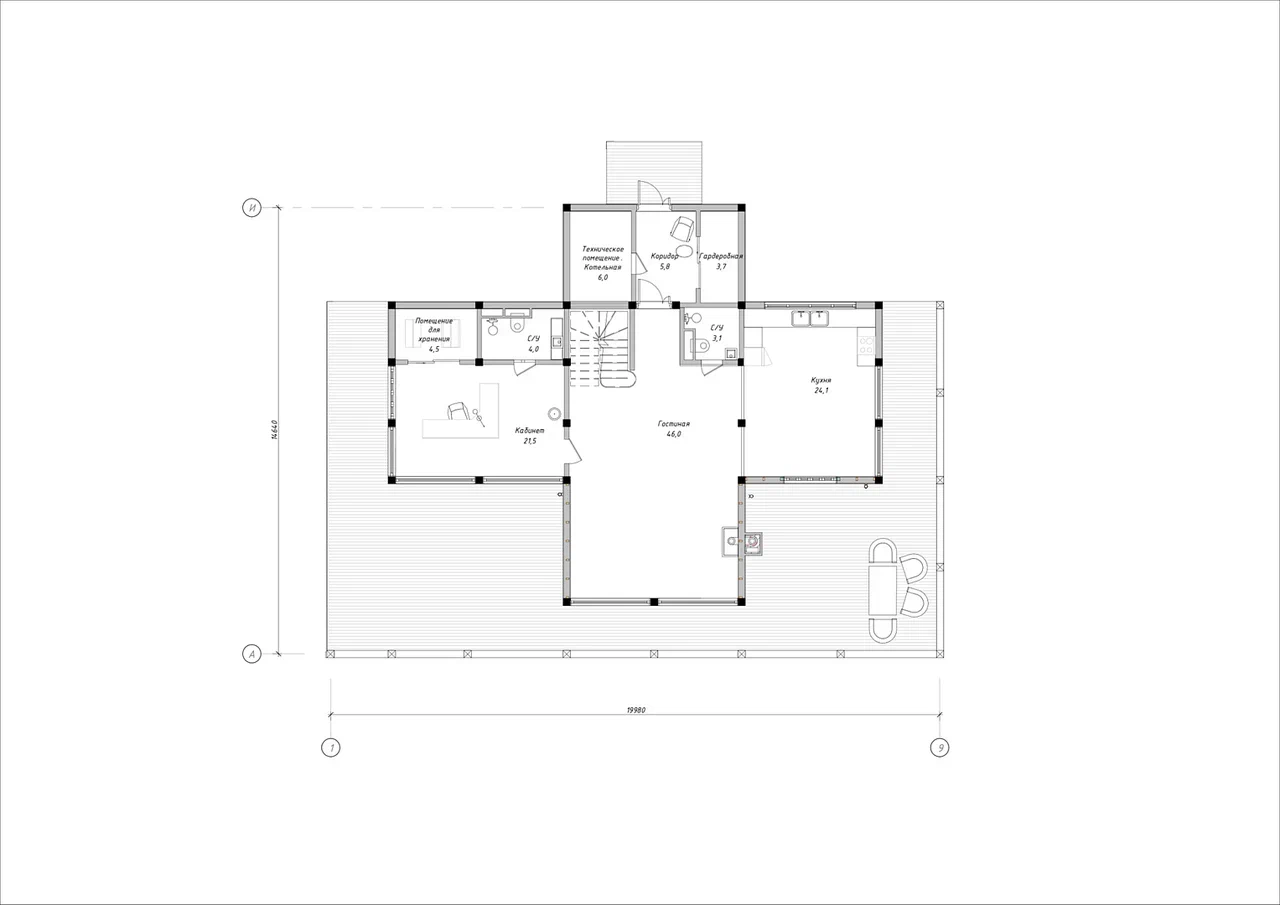 И
Техническое
помещение.
Котельная
6,0
Коридор
5,8
Гардеробная
3,7
Помещение
для
хранения
4,5
С/У
4,0
С/У
3,1
Кухня
24,1
Гостиная
46,0
Кабинет
21,5
14640
А
19980
1
9